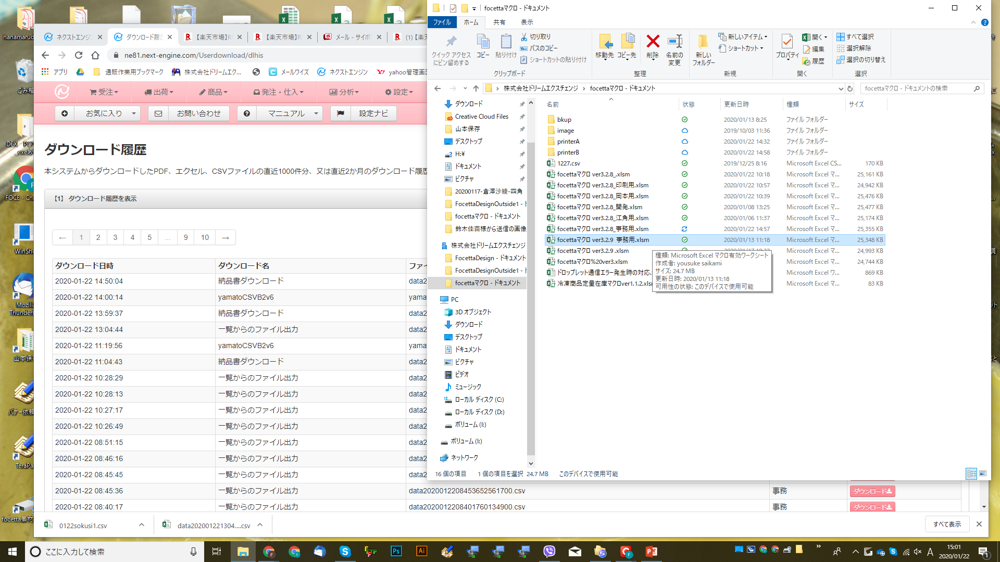 focettaマクロ - ドキュメント
ファイル ホーム 共有 表示
クイック アクセスにピン留めする コピー 貼り付け 切り取り パスのコピー ショートカットの貼り付け
移動先 コピー先 削除 名前の変更 新しいフォルダー 新しいアイテム ショートカット
プロパティ 開く 編集 履歴 すべて選択 選択解除 選択の切り替え
クリップボード 整理 新規 開く 選択
株式会社ドリームエクスチェンジ › focettaマクロ - ドキュメント
focettaマクロ - ドキュメントの検索
名前 状態 更新日時 種類 サイズ
bkup 2020/01/13 8:25 ファイル フォルダー
image 2019/10/03 11:36 ファイル フォルダー
printerA 2020/01/22 14:32 ファイル フォルダー
printerB 2020/01/22 14:58 ファイル フォルダー
1227.csv 2019/12/25 8:16 Microsoft Excel CS... 170 KB
focettaマクロ ver3.2.8_.xlsm 2020/01/22 10:18 Microsoft Excel マ... 25,161 KB
focettaマクロ ver3.2.8_印刷用.xlsm 2020/01/22 10:57 Microsoft Excel マ... 24,942 KB
focettaマクロ ver3.2.8_岡本用.xlsm 2020/01/22 10:39 Microsoft Excel マ... 25,476 KB
focettaマクロ ver3.2.8_開発.xlsm 2020/01/08 13:25 Microsoft Excel マ... 25,477 KB
focettaマクロ ver3.2.8_江角用.xlsm 2020/01/06 11:37 Microsoft Excel マ... 25,174 KB
focettaマクロ ver3.2.8_事務用.xlsm 2020/01/22 14:57 Microsoft Excel マ... 25,355 KB
focettaマクロ ver3.2.9 事務用.xlsm 2020/01/13 11:18 Microsoft Excel マ... 25,348 KB
focettaマクロ ver3.2.9 .xlsm Microsoft Excel マ... 24,993 KB
focettaマクロ%20ver3.xlsm Microsoft Excel マ... 24,744 KB
ドロップレット通信エラー発生時の対応. Microsoft Excel ワ... 869 KB
冷凍商品定量在庫マクロver1.1.2.xlsm Microsoft Excel マ... 83 KB
種類: Microsoft Excel マクロ有効ワークシート
作成者: yousuke saikami
サイズ: 24.7 MB
更新日時: 2020/01/13 11:18
可用性の状態: このデバイスで使用可能
ダウンロード
Creative Cloud Files
山本保存
デスクトップ
H:¥
ドキュメント
ピクチャ
20200117-倉澤沙綾-四角
FocettaDesignOutside1 -
focettaマクロ - ドキュメント
鈴木佳苗様から送信の画像
株式会社ドリームエクスチェンジ
FocettaDesign - ドキュメント
FocettaDesignOutside1 -
focettaマクロ - ドキュメント
PC
3D オブジェクト
ダウンロード
デスクトップ
ドキュメント
ピクチャ
ビデオ
ミュージック
ローカル ディスク (C:)
ローカル ディスク (D:)
ボリューム (I:)
ボリューム (I:)
ネットワーク
16 個の項目 1 個の項目を選択 24.7 MB このデバイスで使用可能
ネクストエンジン ダウンロード履 【楽天市場】R 【楽天市場】R メール - サイボウ (1) 【楽天
ne81.next-engine.com/Userdownload/dlhis
アプリ 通販作業用ブックマーク 株式会社ドリームエク... メールワイズ ネクストエンジン yahoo管理画面
受注 出荷 商品 発注・仕入 分析 設定
お気に入り お問い合わせ マニュアル 設定ナビ
ダウンロード履歴
本システムからダウンロードしたPDF、エクセル、CSVファイルの直近1000件分、又は直近2か月のダウンロード履歴
【1】 ダウンロード履歴を表示
← 1 2 3 4 5 ... 9 10 →
ダウンロード日時 ダウンロード名 ファイ
2020-01-22 14:50:04 納品書ダウンロード data2
2020-01-22 14:00:14 yamatoCSVB2v6 yama
2020-01-22 13:59:37 納品書ダウンロード data2
2020-01-22 13:04:44 一覧からのファイル出力 data2
2020-01-22 11:19:56 yamatoCSVB2v6 yama
2020-01-22 11:04:43 納品書ダウンロード data2
2020-01-22 10:28:29 一覧からのファイル出力 data2
2020-01-22 10:28:13 一覧からのファイル出力 data2
2020-01-22 10:27:17 一覧からのファイル出力 data2
2020-01-22 10:26:49 一覧からのファイル出力 data2
2020-01-22 08:51:15 一覧からのファイル出力 data2
2020-01-22 08:46:16 一覧からのファイル出力 data2
2020-01-22 08:45:45 一覧からのファイル出力 data2
2020-01-22 08:45:36 一覧からのファイル出力 data2020012208453652561700.csv 事務 ダウンロード
2020-01-22 08:40:17 一覧からのファイル出力 data2020012208401760134900.csv 事務 ダウンロード
0122sokusi1.csv data202001221304....csv すべて表示
hanamarud
ごみ箱
DEX PC
_exeあ
FOCE - Ch
WinSho
Mozill
Thunderb
山本保
バナー依頼
TeraPa
focetta素材
ここに入力して検索
A 15:01
2020/01/22
1